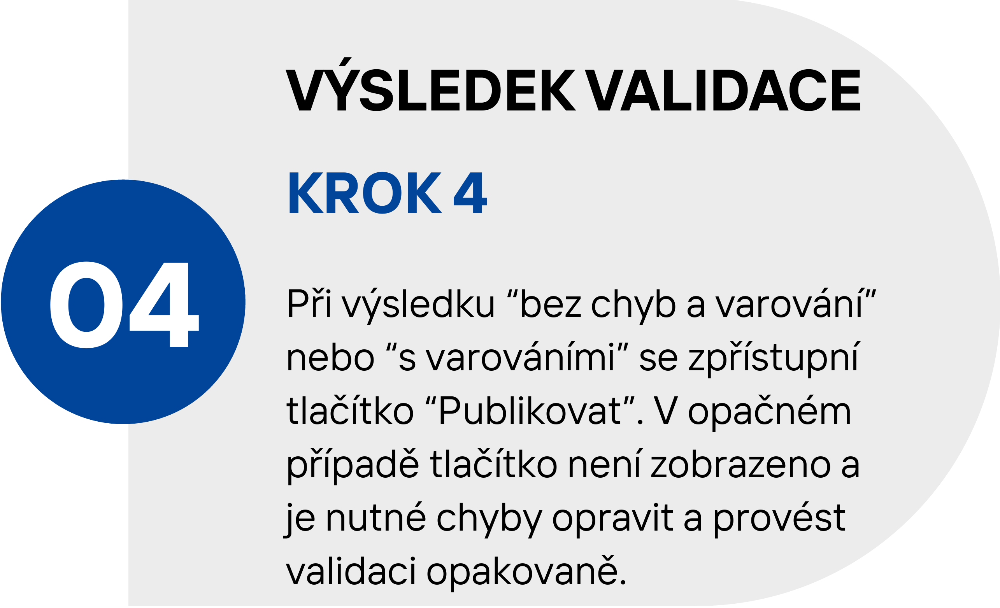 VÝSLEDEK VALIDACE
KROK 4
04
Při výsledku “bez chyb a varování”
nebo “s varováními” se zpřístupní
tlačítko “Publikovat”. V opačném
případě tlačítko není zobrazeno a
je nutné chyby opravit a provést
validaci opakovaně.